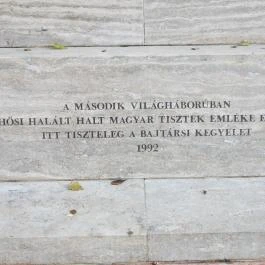 A MÁSODIK VILÁGHÁBORÚBAN
HŐSI HALÁLT HALT MAGYAR TISZTEK EMLÉKE E
ITT TISZTELEG A BAJTÁRSI KEGYELET
1992